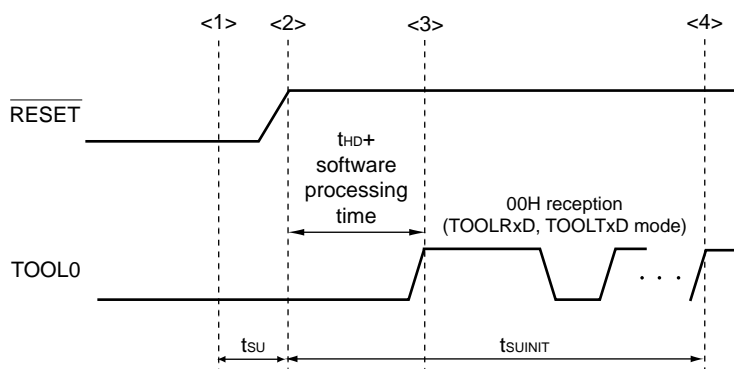 <1> <2> <3> <4>
RESET
tHD+
software
processing
time
00H reception
(TOOLRxD, TOOLTxD mode)
TOOL0
. . .
tSU tSUINIT